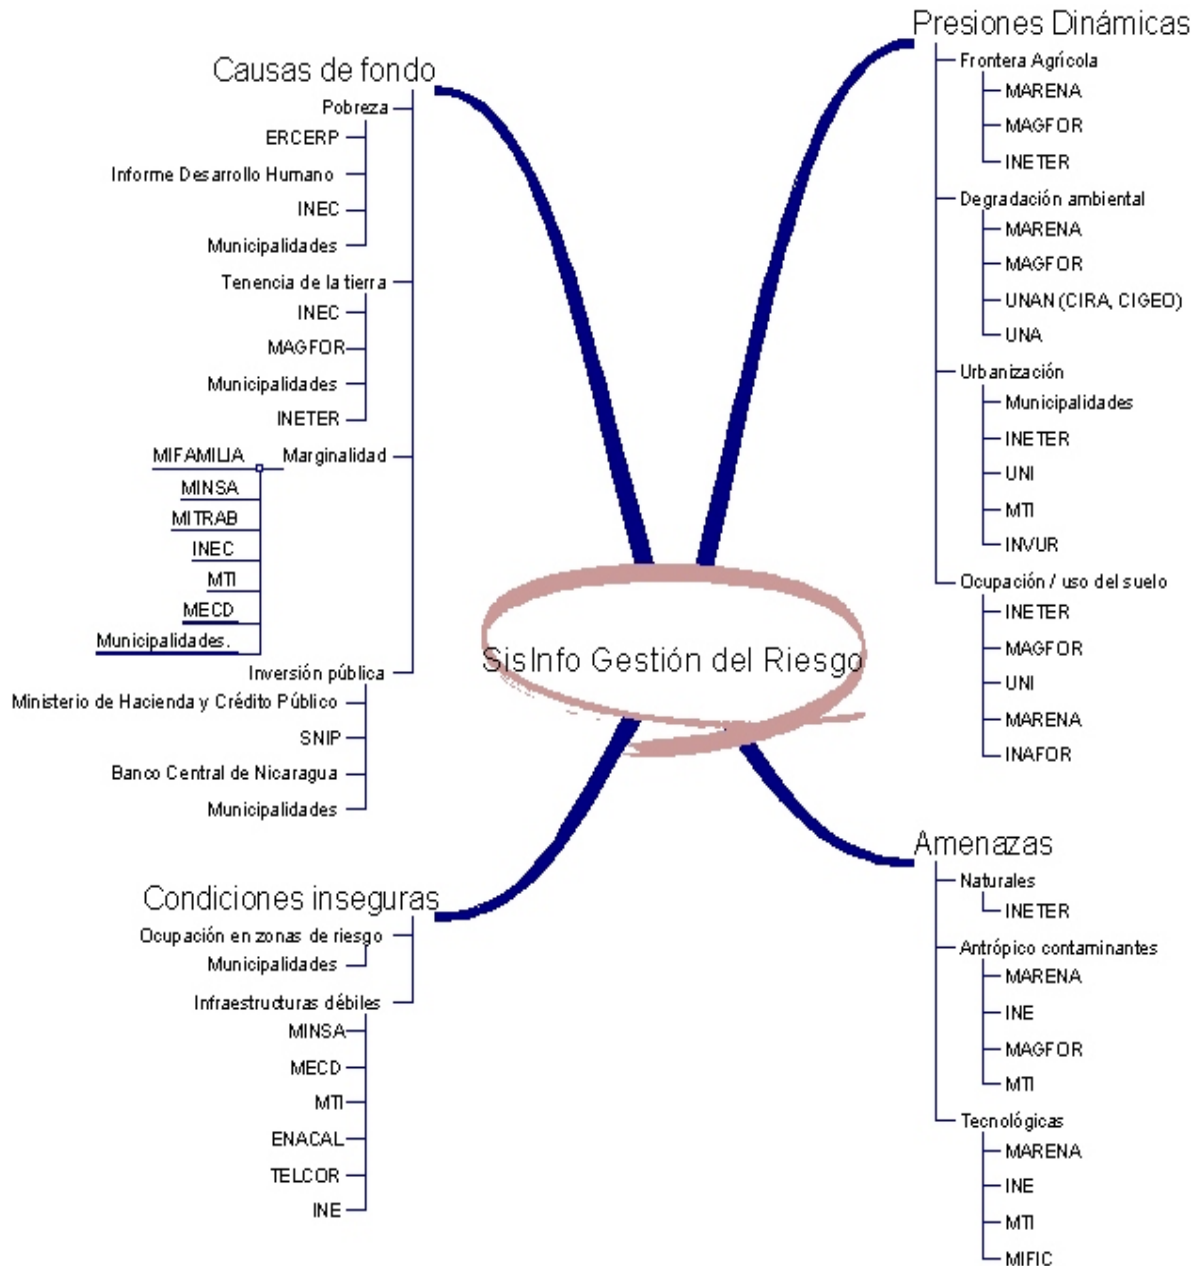 Causas de fondo
Pobreza
ERCERP
Informe Desarrollo Humano
INEC
Municipalidades
Tenencia de la tierra
INEC
MAGFOR
Municipalidades
INETER
Marginalidad
MIFAMILIA
MINSA
MITRAB
INEC
MTI
MECD
Municipalidades.
Inversión pública
Ministerio de Hacienda y Crédito Público
SNIP
Banco Central de Nicaragua
Municipalidades
Condiciones inseguras
Ocupación en zonas de riesgo
Municipalidades
Infraestructuras débiles
MINSA
MECD
MTI
ENACAL
TELCOR
INE
SisInfo Gestión del Riesgo
Presiones Dinámicas
Frontera Agrícola
MARENA
MAGFOR
INETER
Degradación ambiental
MARENA
MAGFOR
UNAN (CIRA, CIGEO)
UNA
Urbanización
Municipalidades
INETER
UNI
MTI
INVUR
Ocupación / uso del suelo
INETER
MAGFOR
UNI
MARENA
INAFOR
Amenazas
Naturales
INETER
Antrópico contaminantes
MARENA
INE
MAGFOR
MTI
Tecnológicas
MARENA
INE
MTI
MIFIC